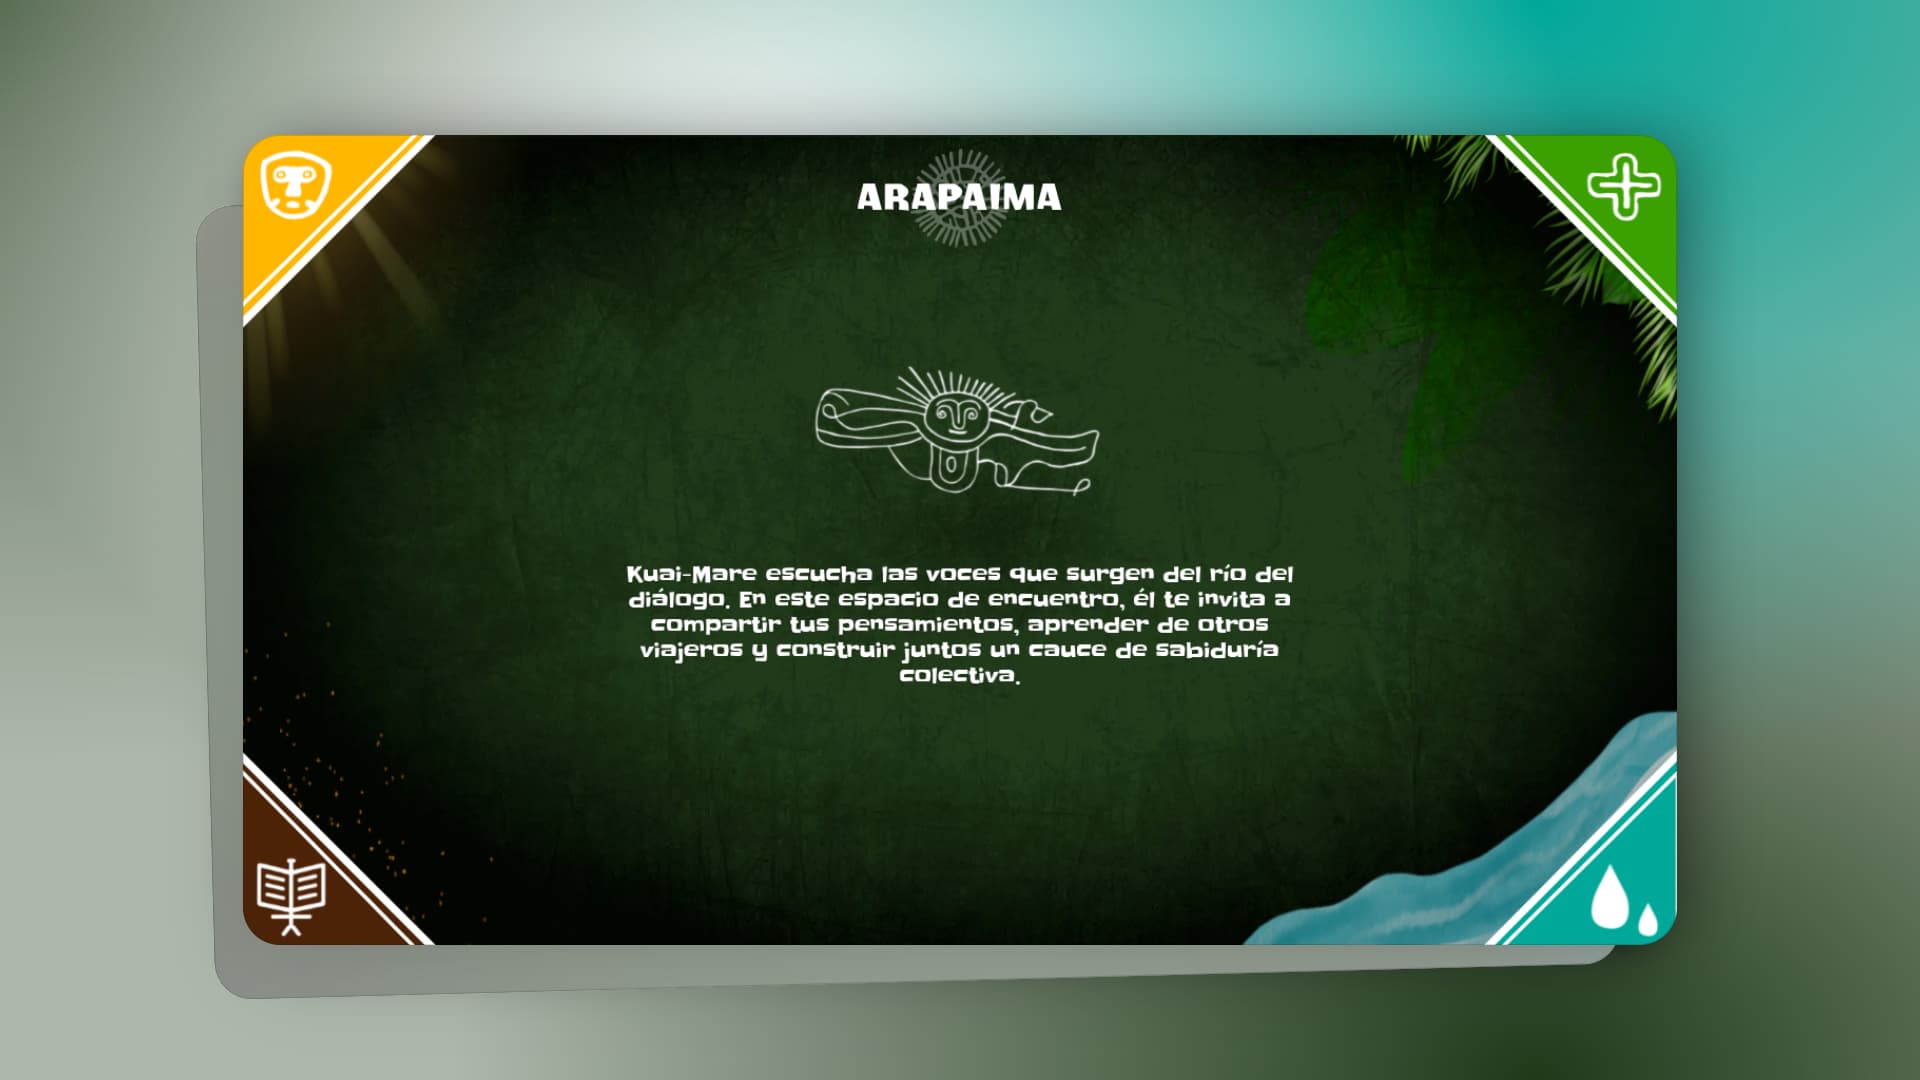 ARAPAIMA
Kuai-Mare escucha las voces que surgen del río del
diálogo. En este espacio de encuentro, él te invita a
compartir tus pensamientos, aprender de otros
viajeros y construir juntos un cauce de sabiduría
colectiva.